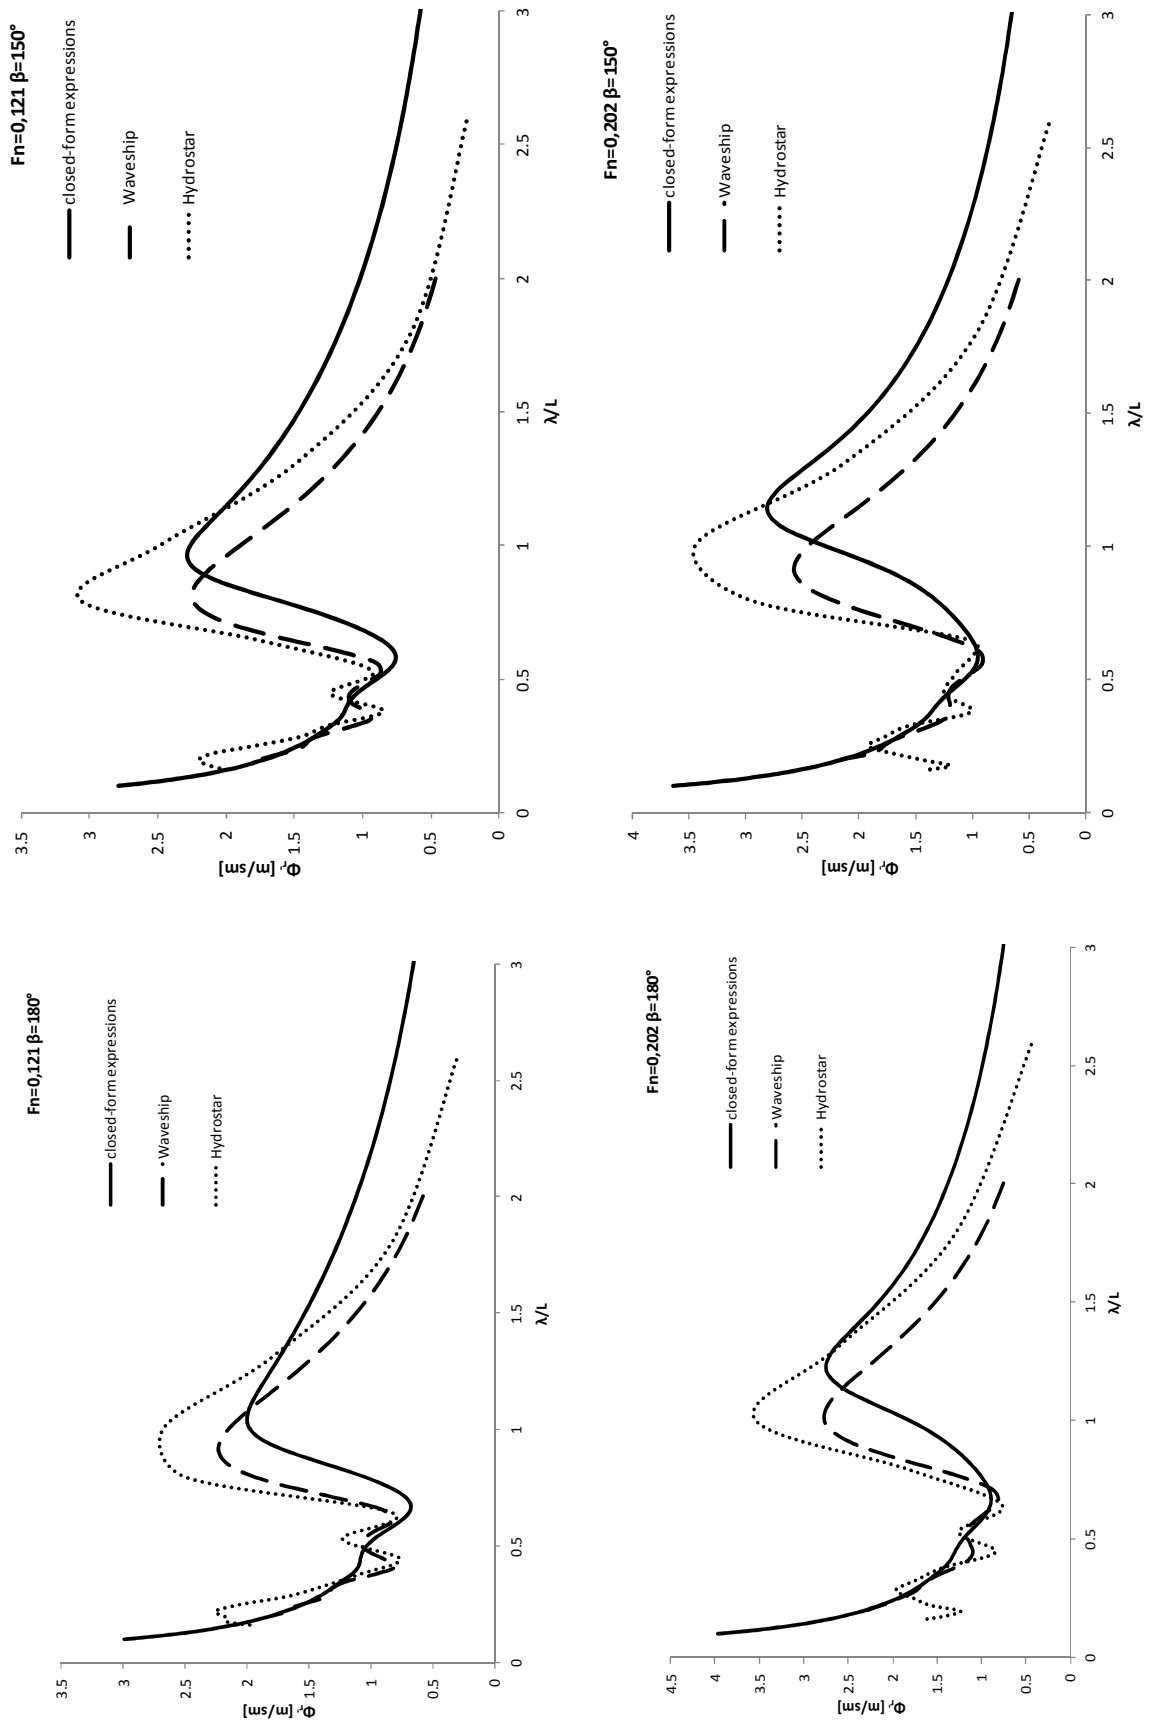 Fn=0,121 β=180°
closed-form expressions
Waveship
Hydrostar
Φr' [m/sm]
3.5
3
2.5
2
1.5
1
0.5
0
0
0.5
1
1.5
2
2.5
3
λ/L
Fn=0,121 β=150°
closed-form expressions
Waveship
Hydrostar
Φr' [m/sm]
3.5
3
2.5
2
1.5
1
0.5
0
0
0.5
1
1.5
2
2.5
3
λ/L
Fn=0,202 β=180°
closed-form expressions
Waveship
Hydrostar
Φr' [m/sm]
4.5
4
3.5
3
2.5
2
1.5
1
0.5
0
0
0.5
1
1.5
2
2.5
3
λ/L
Fn=0,202 β=150°
closed-form expressions
Waveship
Hydrostar
Φr' [m/sm]
4
3.5
3
2.5
2
1.5
1
0.5
0
0
0.5
1
1.5
2
2.5
3
λ/L